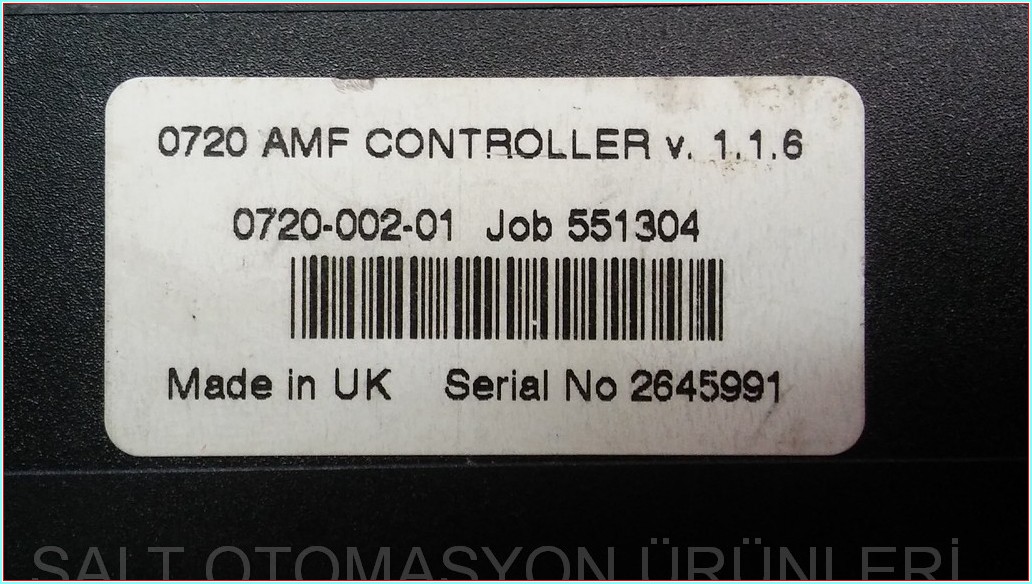 0720 AMF CONTROLLER v. 1.1.6
0720-002-01 Job 551304
Made in UK Serial No 2645991
SALT OTOMASYON ÜRÜNLERİ